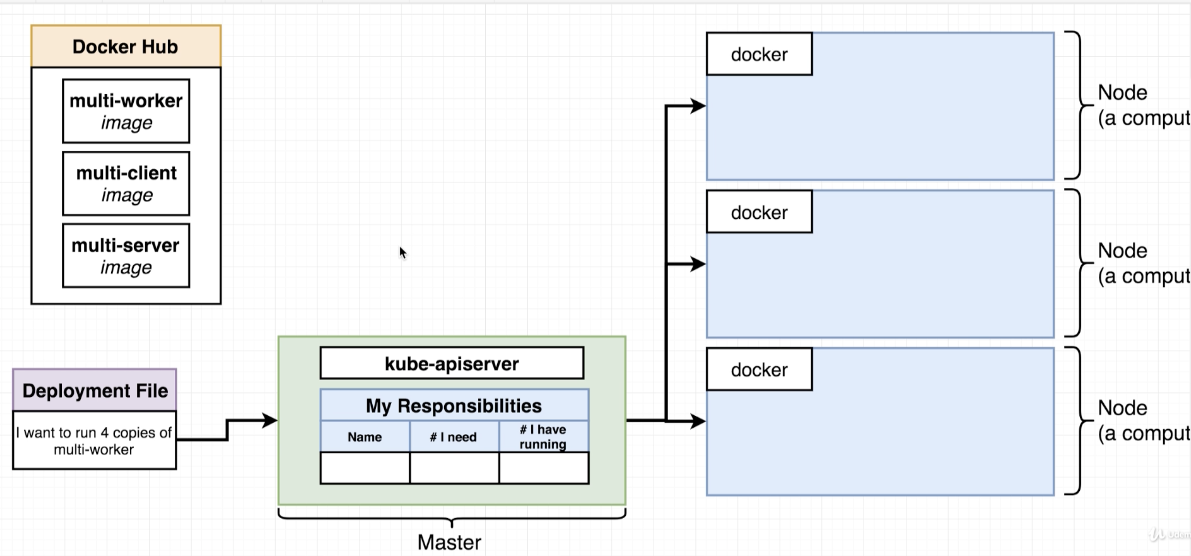 Docker Hub
multi-worker
image
multi-client
image
multi-server
image
Deployment File
I want to run 4 copies of
multi-worker
kube-apiserver
My Responsibilities
Name
# I need
# I have
running
Master
docker
Node
(a comput
docker
Node
(a comput
docker
Node
(a comput